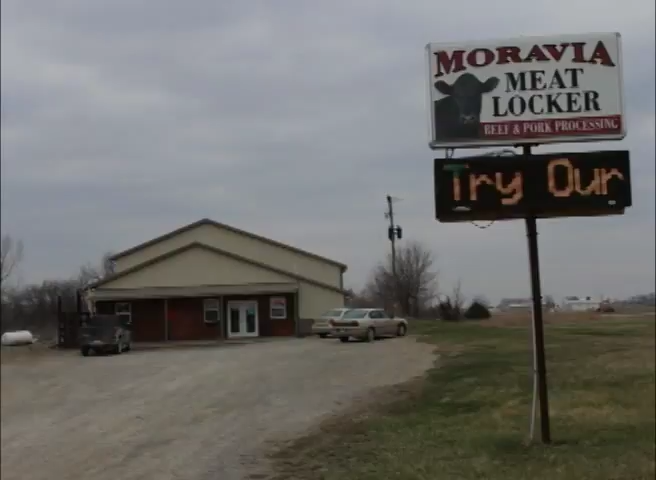 MORAVIA
MEAT
LOCKER
BEEF & PORK PROCESSING
Try Our